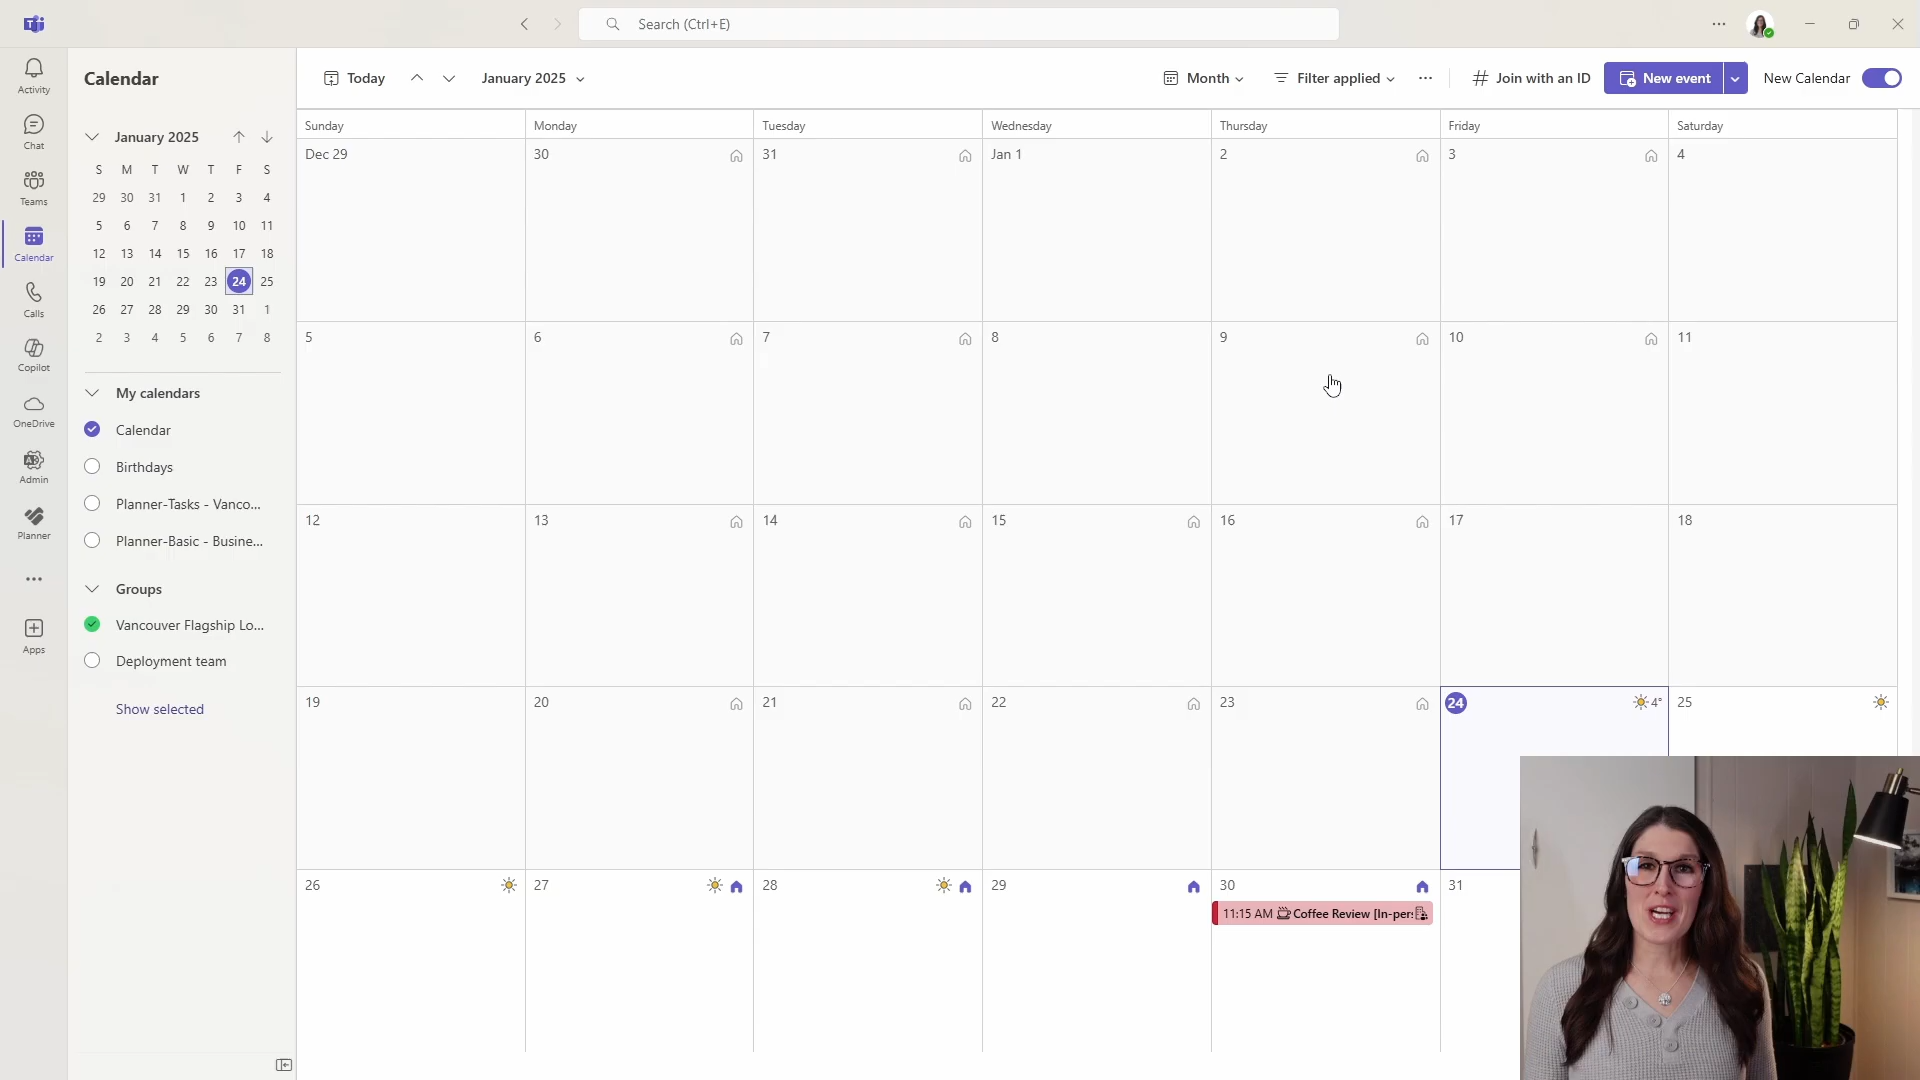 Search (Ctrl+E)
Activity
Chat
Teams
Calendar
Calls
Copilot
OneDrive
Admin
Planner
Apps
Calendar
January 2025
S M T W T F S
29 30 31 1 2 3 4
5 6 7 8 9 10 11
12 13 14 15 16 17 18
19 20 21 22 23 24 25
26 27 28 29 30 31 1
2 3 4 5 6 7 8
My calendars
Calendar
Birthdays
Planner-Tasks - Vanco...
Planner-Basic - Busine...
Groups
Vancouver Flagship Lo...
Deployment team
Show selected
Today January 2025 Month Filter applied ... Join with an ID New event New Calendar
Sunday Monday Tuesday Wednesday Thursday Friday Saturday
Dec 29 30 31 Jan 1 2 3 4
5 6 7 8 9 10 11
12 13 14 15 16 17 18
19 20 21 22 23 24 4° 25
26 27 28 29 30 31
11:15 AM Coffee Review [In-per